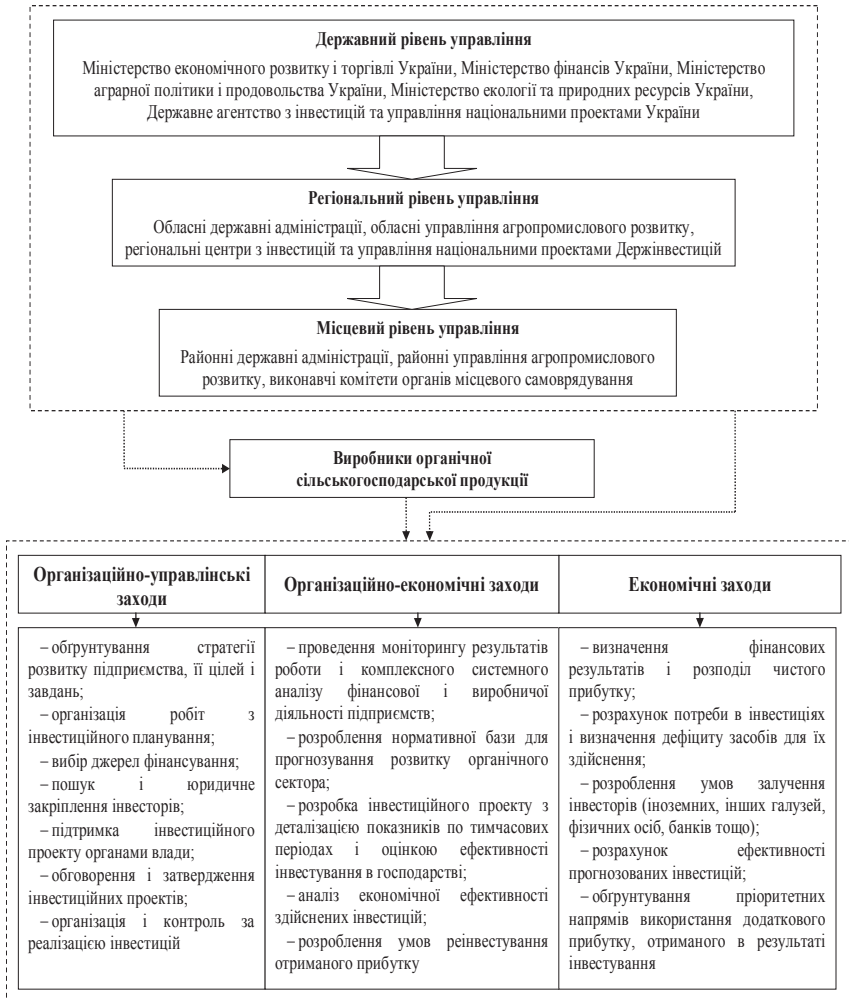 Державний рівень управління
Міністерство економічного розвитку і торгівлі України, Міністерство фінансів України, Міністерство
аграрної політики і продовольства України, Міністерство екології та природних ресурсів України,
Державне агентство з інвестицій та управління національними проектами України
Регіональний рівень управління
Обласні державні адміністрації, обласні управління агропромислового розвитку,
регіональні центри з інвестицій та управління національними проектами Держінвестицій
Місцевий рівень управління
Районні державні адміністрації, районні управління агропромислового
розвитку, виконавчі комітети органів місцевого самоврядування
Виробники органічної
сільськогосподарської продукції
Організаційно-управлінські
заходи
– обґрунтування стратегії
розвитку підприємства, її цілей і
завдань;
– організація робіт з
інвестиційного планування;
– вибір джерел фінансування;
– пошук і юридичне
закріплення інвесторів;
– підтримка інвестиційного
проекту органами влади;
– обговорення і затвердження
інвестиційних проектів;
– організація і контроль за
реалізацією інвестицій
Організаційно-економічні заходи
– проведення моніторингу результатів
роботи і комплексного системного
аналізу фінансової і виробничої
діяльності підприємств;
– розроблення нормативної бази для
прогнозування розвитку органічного
сектора;
– розробка інвестиційного проекту з
деталізацією показників по тимчасових
періодах і оцінкою ефективності
інвестування в господарстві;
– аналіз економічної ефективності
здійснених інвестицій;
– розроблення умов реінвестування
отриманого прибутку
Економічні заходи
– визначення фінансових
результатів і розподіл чистого
прибутку;
– розрахунок потреби в інвестиціях
і визначення дефіциту засобів для їх
здійснення;
– розроблення умов залучення
інвесторів (іноземних, інших галузей,
фізичних осіб, банків тощо);
– розрахунок ефективності
прогнозованих інвестицій;
– обґрунтування пріоритетних
напрямів використання додаткового
прибутку, отриманого в результаті
інвестування